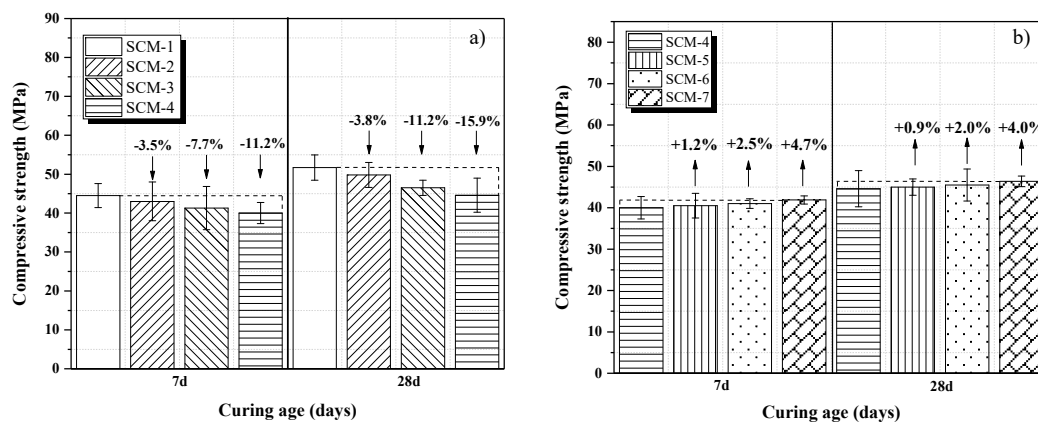 a)
SCM-1
SCM-2
SCM-3
SCM-4
-3.5%
-7.7%
-11.2%
-3.8%
-11.2%
-15.9%
90
80
70
60
50
40
30
20
10
0
Compressive strength (MPa)
7d
28d
Curing age (days)
b)
SCM-4
SCM-5
SCM-6
SCM-7
+1.2%
+2.5%
+4.7%
+0.9%
+2.0%
+4.0%
80
70
60
50
40
30
20
10
0
Compressive strength (MPa)
7d
28d
Curing age (days)